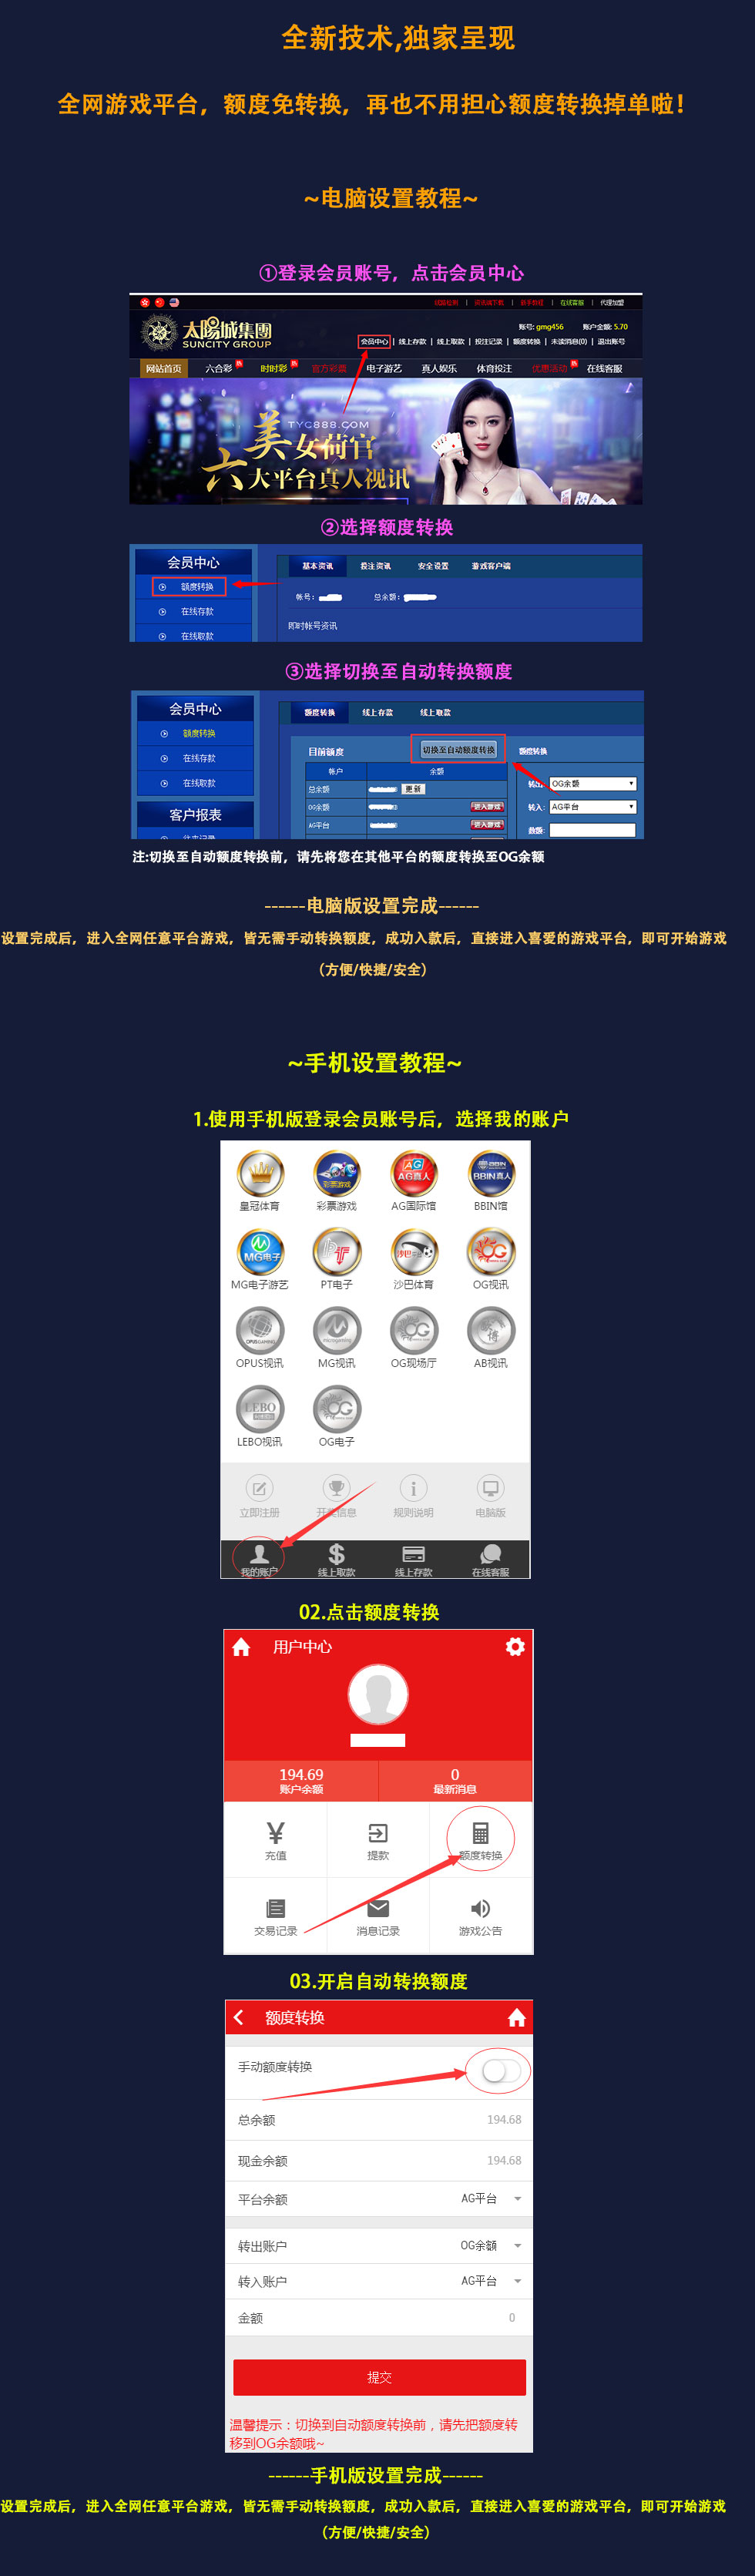 全新技术,独家呈现
全网游戏平台，额度免转换，再也不用担心额度转换掉单啦！
~电脑设置教程~
①登录会员账号，点击会员中心
在线客服 | 代理加盟
太陽城集團
SUNCITY GROUP
账号: gmg456 账户金额: 5.70
会员中心 | 线上存款 | 线上取款 | 投注记录 | 额度转换 | 未读消息(0) | 退出账号
网站首页 六合彩 时时彩 官方彩票 电子游艺 真人娱乐 体育投注 优惠活动 在线客服
TYC888.COM
美女荷官
六大平台真人视讯
②选择额度转换
会员中心
额度转换
在线存款
在线取款
基本资讯 投注资讯 安全设置 游戏客户端
帐号: 总余额:
即时帐号资讯
③选择切换至自动转换额度
会员中心
额度转换
在线存款
在线取款
客户报表
额度转换 线上存款 线上取款
目前额度 切换至自动额度转换 额度转换
帐户 余额
总余额 更新
OG余额 进入游戏
AG平台 进入游戏
转出: OG余额
转入: AG平台
数额:
注:切换至自动额度转换前，请先将您在其他平台的额度转换至OG余额
------电脑版设置完成------
设置完成后，进入全网任意平台游戏，皆无需手动转换额度，成功入款后，直接进入喜爱的游戏平台，即可开始游戏
（方便/快捷/安全）
~手机设置教程~
1.使用手机版登录会员账号后，选择我的账户
皇冠体育 彩票游戏 AG国际馆 BBIN馆
MG电子游艺 PT电子 沙巴体育 OG视讯
OPUS视讯 MG视讯 OG现场厅 AB视讯
LEBO视讯 OG电子
立即注册 开奖信息 规则说明 电脑版
我的账户 线上取款 线上存款 在线客服
02.点击额度转换
用户中心
194.69 0
账户余额 最新消息
充值 提款 额度转换
交易记录 消息记录 游戏公告
03.开启自动转换额度
额度转换
手动额度转换
总余额 194.68
现金余额 194.68
平台余额 AG平台
转出账户 OG余额
转入账户 AG平台
金额 0
提交
温馨提示：切换到自动额度转换前，请先把额度转
移到OG余额哦~
------手机版设置完成------
设置完成后，进入全网任意平台游戏，皆无需手动转换额度，成功入款后，直接进入喜爱的游戏平台，即可开始游戏
（方便/快捷/安全）